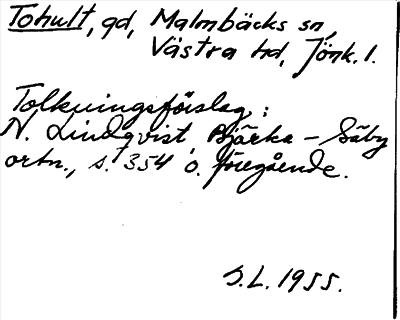 Tohult, gd, Malmbäcks sn,
Västra hd, Jönk. l.
Tolkningsförslag:
N. Lindqvist, Bjärka-Säby
ortn., s. 354 o. föregående.
S.L. 1955.